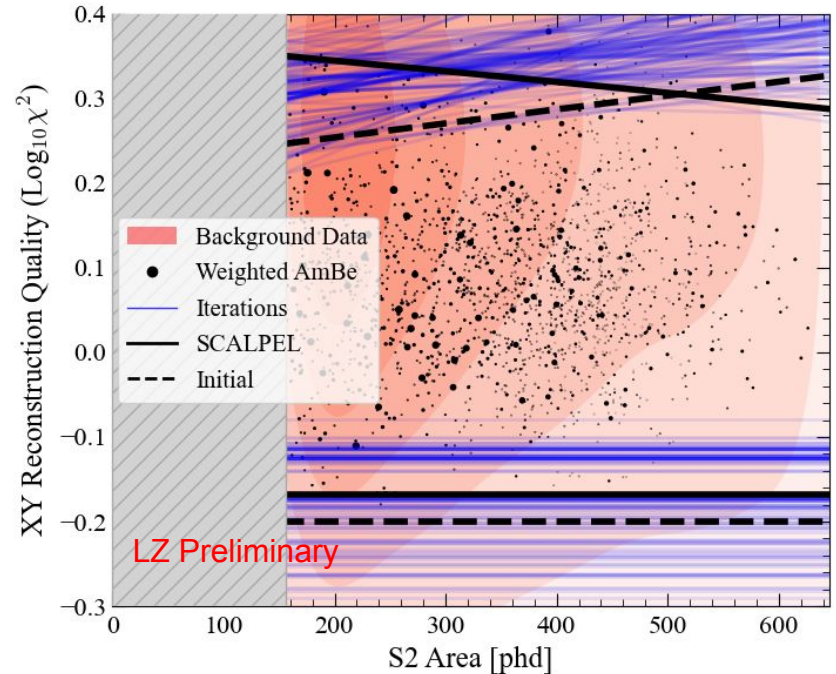 XY Reconstruction Quality (Log₁₀χ²)
0.4
0.3
0.2
0.1
0.0
−0.1
−0.2
−0.3
Background Data
Weighted AmBe
Iterations
SCALPEL
Initial
LZ Preliminary
0 100 200 300 400 500 600
S2 Area [phd]